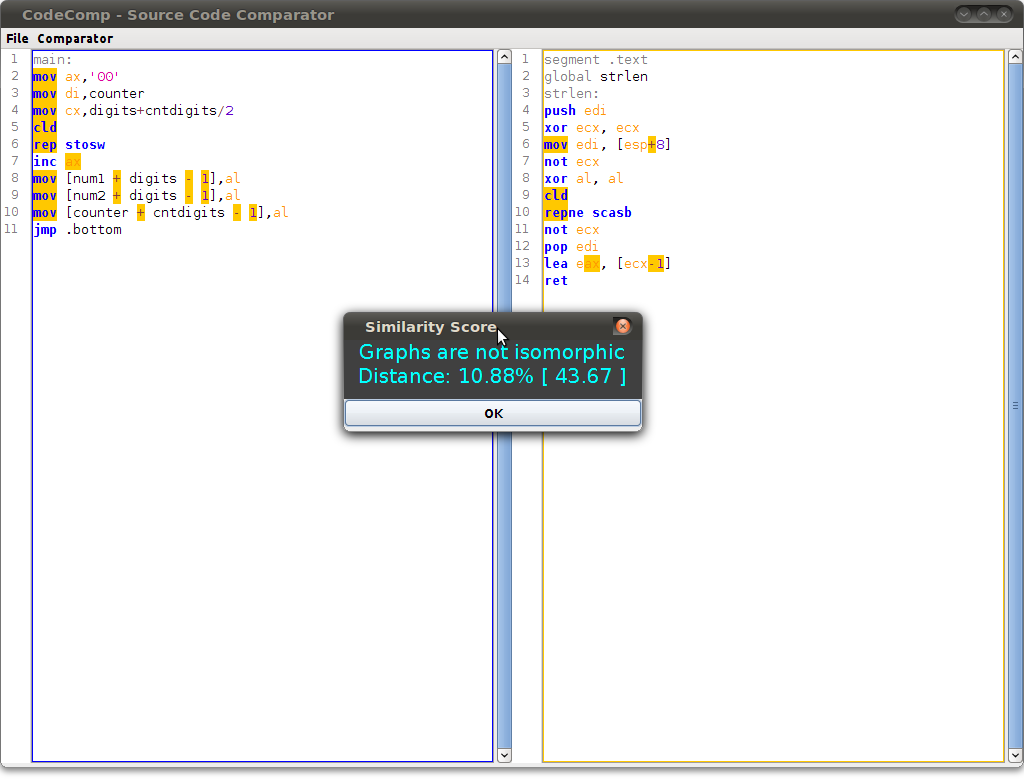 CodeComp - Source Code Comparator
File Comparator
1 main:
2 mov ax,'00'
3 mov di,counter
4 mov cx,digits+cntdigits/2
5 cld
6 rep stosw
7 inc ax
8 mov [num1 + digits - 1],al
9 mov [num2 + digits - 1],al
10 mov [counter + cntdigits - 1],al
11 jmp .bottom
1 segment .text
2 global strlen
3 strlen:
4 push edi
5 xor ecx, ecx
6 mov edi, [esp+8]
7 not ecx
8 xor al, al
9 cld
10 repne scasb
11 not ecx
12 pop edi
13 lea eax, [ecx-1]
14 ret
Similarity Score
Graphs are not isomorphic
Distance: 10.88% [ 43.67 ]
OK